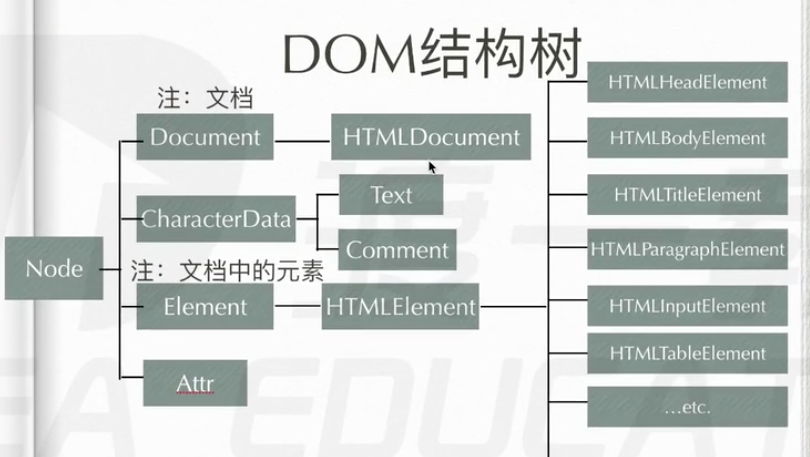 DOM结构树
注：文档
Document
HTMLDocument
CharacterData
Text
Comment
Node
注：文档中的元素
Element
HTMLElement
Attr
HTMLHeadElement
HTMLBodyElement
HTMLTitleElement
HTMLParagraphElement
HTMLInputElement
HTMLTableElement
...etc.